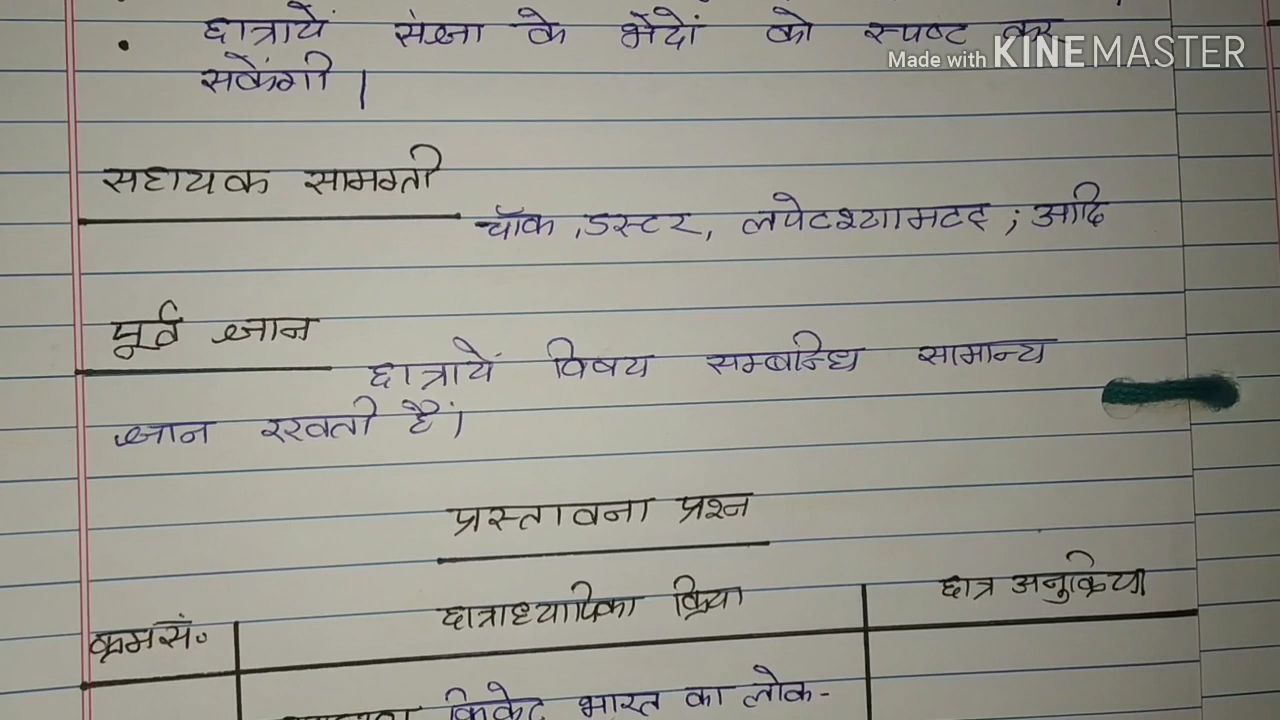 छात्रायें संज्ञा के भेदों को स्पष्ट कर
सकेंगी।
Made with KINEMASTER
सहायक सामग्री
चॉक, डस्टर, लपेटश्यामपट्ट; आदि
पूर्व ज्ञान
छात्रायें विषय सम्बन्धि सामान्य
ज्ञान रखती हैं।
प्रस्तावना प्रश्न
क्रम सं० छात्राध्यापिका क्रिया छात्र अनुक्रिया
क्रिकेट भारत का लोक-